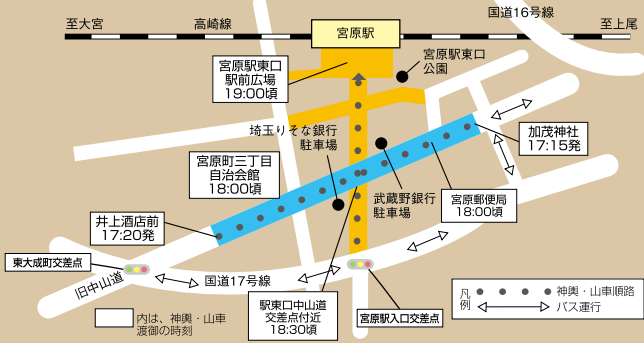 国道16号線
至大宮
高崎線
宮原駅
至上尾
宮原駅東口
駅前広場
19:00頃
宮原駅東口
公園
埼玉りそな銀行
駐車場
加茂神社
17:15発
宮原町三丁目
自治会館
18:00頃
武蔵野銀行
駐車場
宮原郵便局
18:00頃
井上酒店前
17:20発
東大成町交差点
旧中山道
国道17号線
駅東口中山道
交差点付近
18:30頃
宮原駅入口交差点
内は、神輿・山車
渡御の時刻
凡例
神輿・山車順路
バス運行